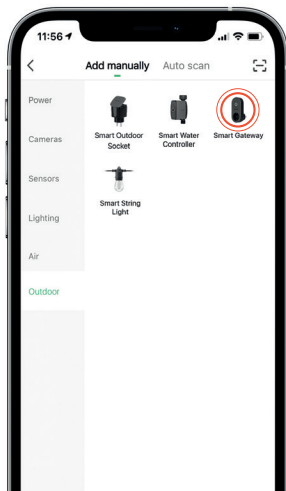 11:56
Add manually Auto scan
Power
Smart Outdoor
Socket
Smart Water
Controller
Smart Gateway
Cameras
Smart String
Light
Sensors
Lighting
Air
Outdoor